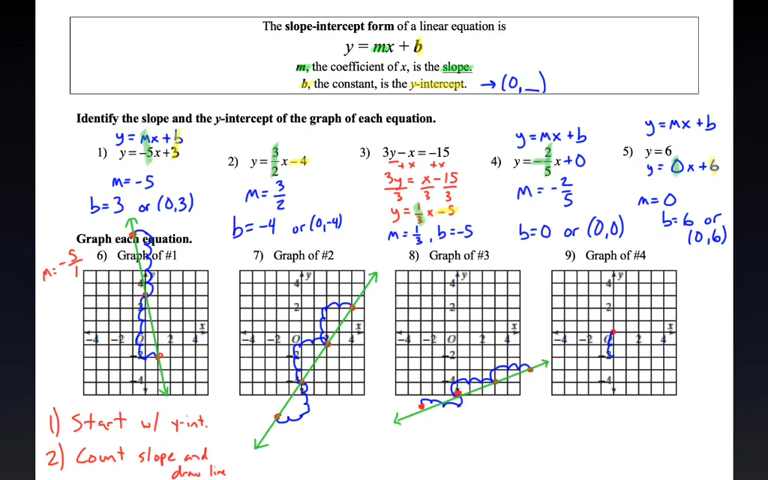 The slope-intercept form of a linear equation is
y = mx + b
m, the coefficient of x, is the slope.
b, the constant, is the y-intercept. → (0, _)
Identify the slope and the y-intercept of the graph of each equation.
y = mx + b
1) y = -5x + 3
m = -5
b = 3 or (0,3)
2) y = 3/2 x - 4
m = 3/2
b = -4 or (0,-4)
3) 3y - x = -15
+x +x
3y/3 = x/3 - 15/3
y = 1/3 x - 5
m = 1/3, b = -5
y = mx + b
4) y = -2/5 x + 0
m = -2/5
b = 0 or (0,0)
y = mx + b
5) y = 6
y = 0x + 6
m = 0
b = 6 or
(0,6)
Graph each equation.
m = -5/1
6) Graph of #1
7) Graph of #2
8) Graph of #3
9) Graph of #4
1) Start w/ y-int.
2) Count slope and
draw line